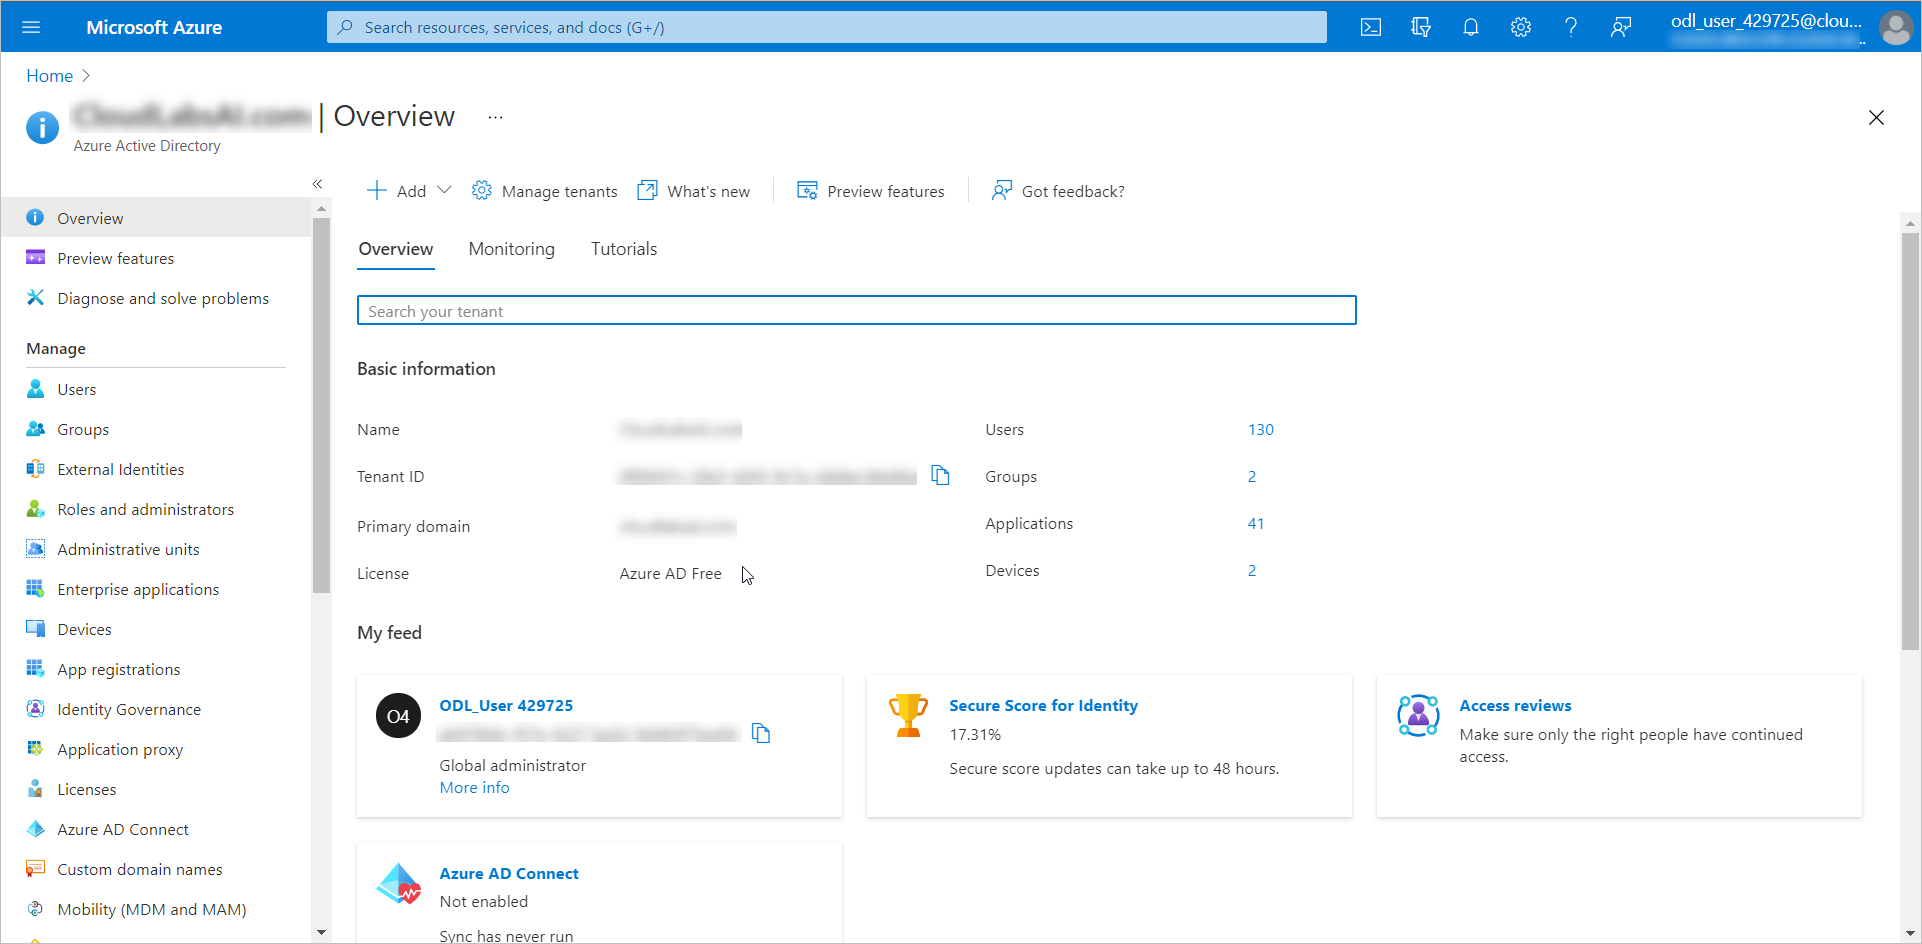 Microsoft Azure
Search resources, services, and docs (G+/)
odl_user_429725@clou...
Home
| Overview ...
Azure Active Directory
Add
Manage tenants
What's new
Preview features
Got feedback?
Overview
Preview features
Diagnose and solve problems
Manage
Users
Groups
External Identities
Roles and administrators
Administrative units
Enterprise applications
Devices
App registrations
Identity Governance
Application proxy
Licenses
Azure AD Connect
Custom domain names
Mobility (MDM and MAM)
Overview
Monitoring
Tutorials
Search your tenant
Basic information
Name
Tenant ID
Primary domain
License Azure AD Free
Users 130
Groups 2
Applications 41
Devices 2
My feed
O4
ODL_User 429725
Global administrator
More info
Secure Score for Identity
17.31%
Secure score updates can take up to 48 hours.
Access reviews
Make sure only the right people have continued
access.
Azure AD Connect
Not enabled
Sync has never run